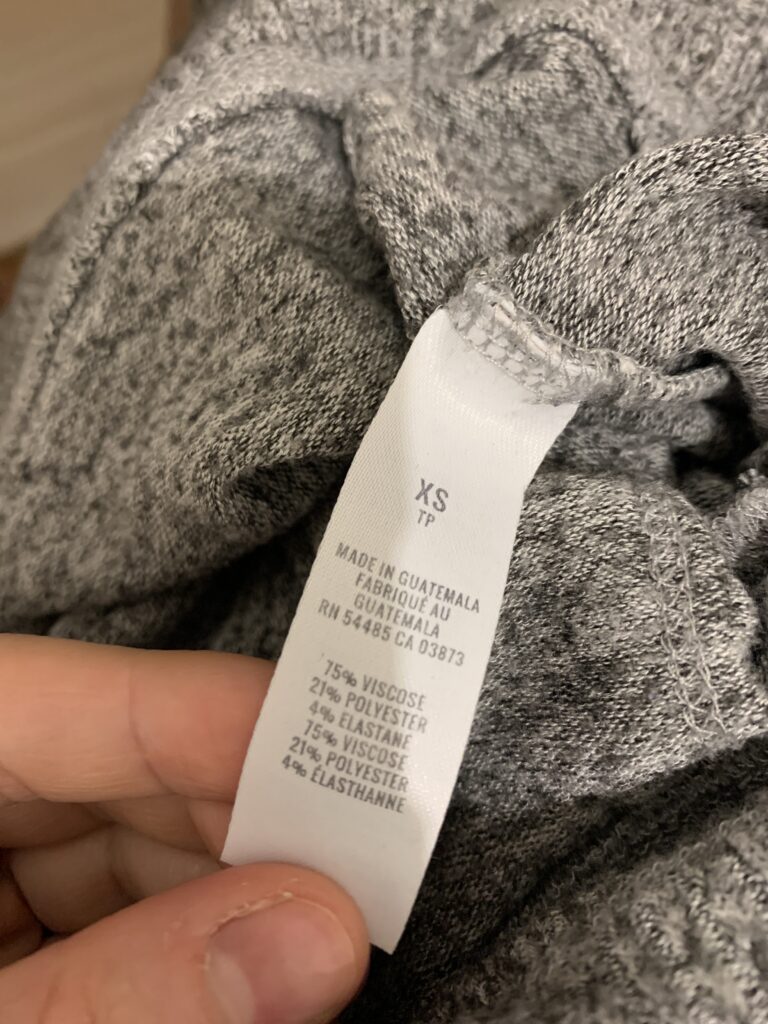 XS
TP
MADE IN GUATEMALA
FABRIQUÉ AU
GUATEMALA
RN 54485 CA 03873
75% VISCOSE
21% POLYESTER
4% ELASTANE
75% VISCOSE
21% POLYESTER
4% ÉLASTHANNE